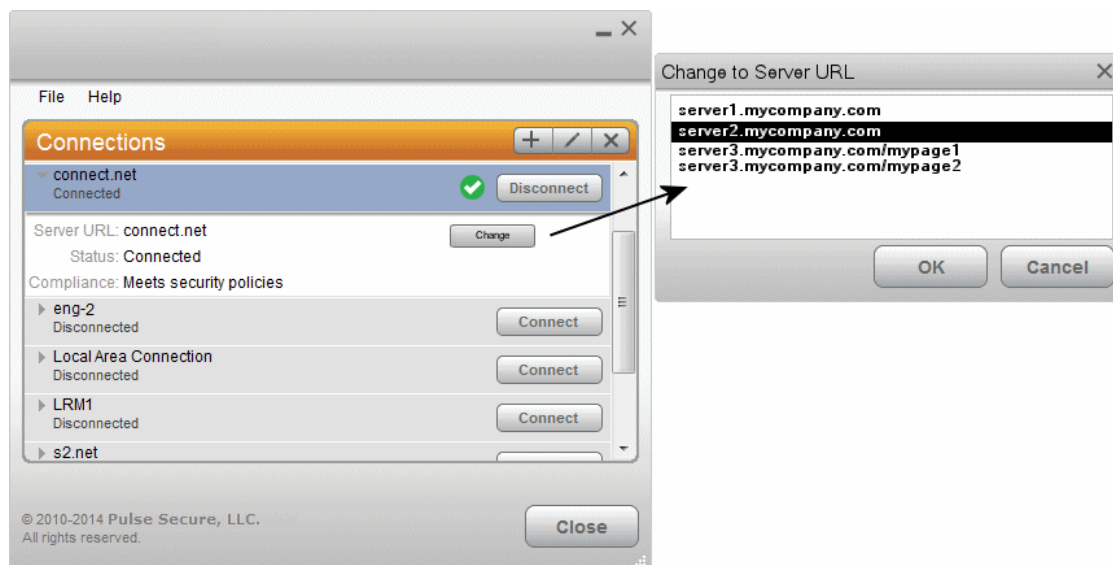 File Help
Connections
connect.net
Connected
Disconnect
Server URL: connect.net
Change
Status: Connected
Compliance: Meets security policies
eng-2
Disconnected
Connect
Local Area Connection
Disconnected
Connect
LRM1
Disconnected
Connect
s2.net
© 2010-2014 Pulse Secure, LLC.
All rights reserved.
Close
Change to Server URL
server1.mycompany.com
server2.mycompany.com
server3.mycompany.com/mypage1
server3.mycompany.com/mypage2
OK Cancel